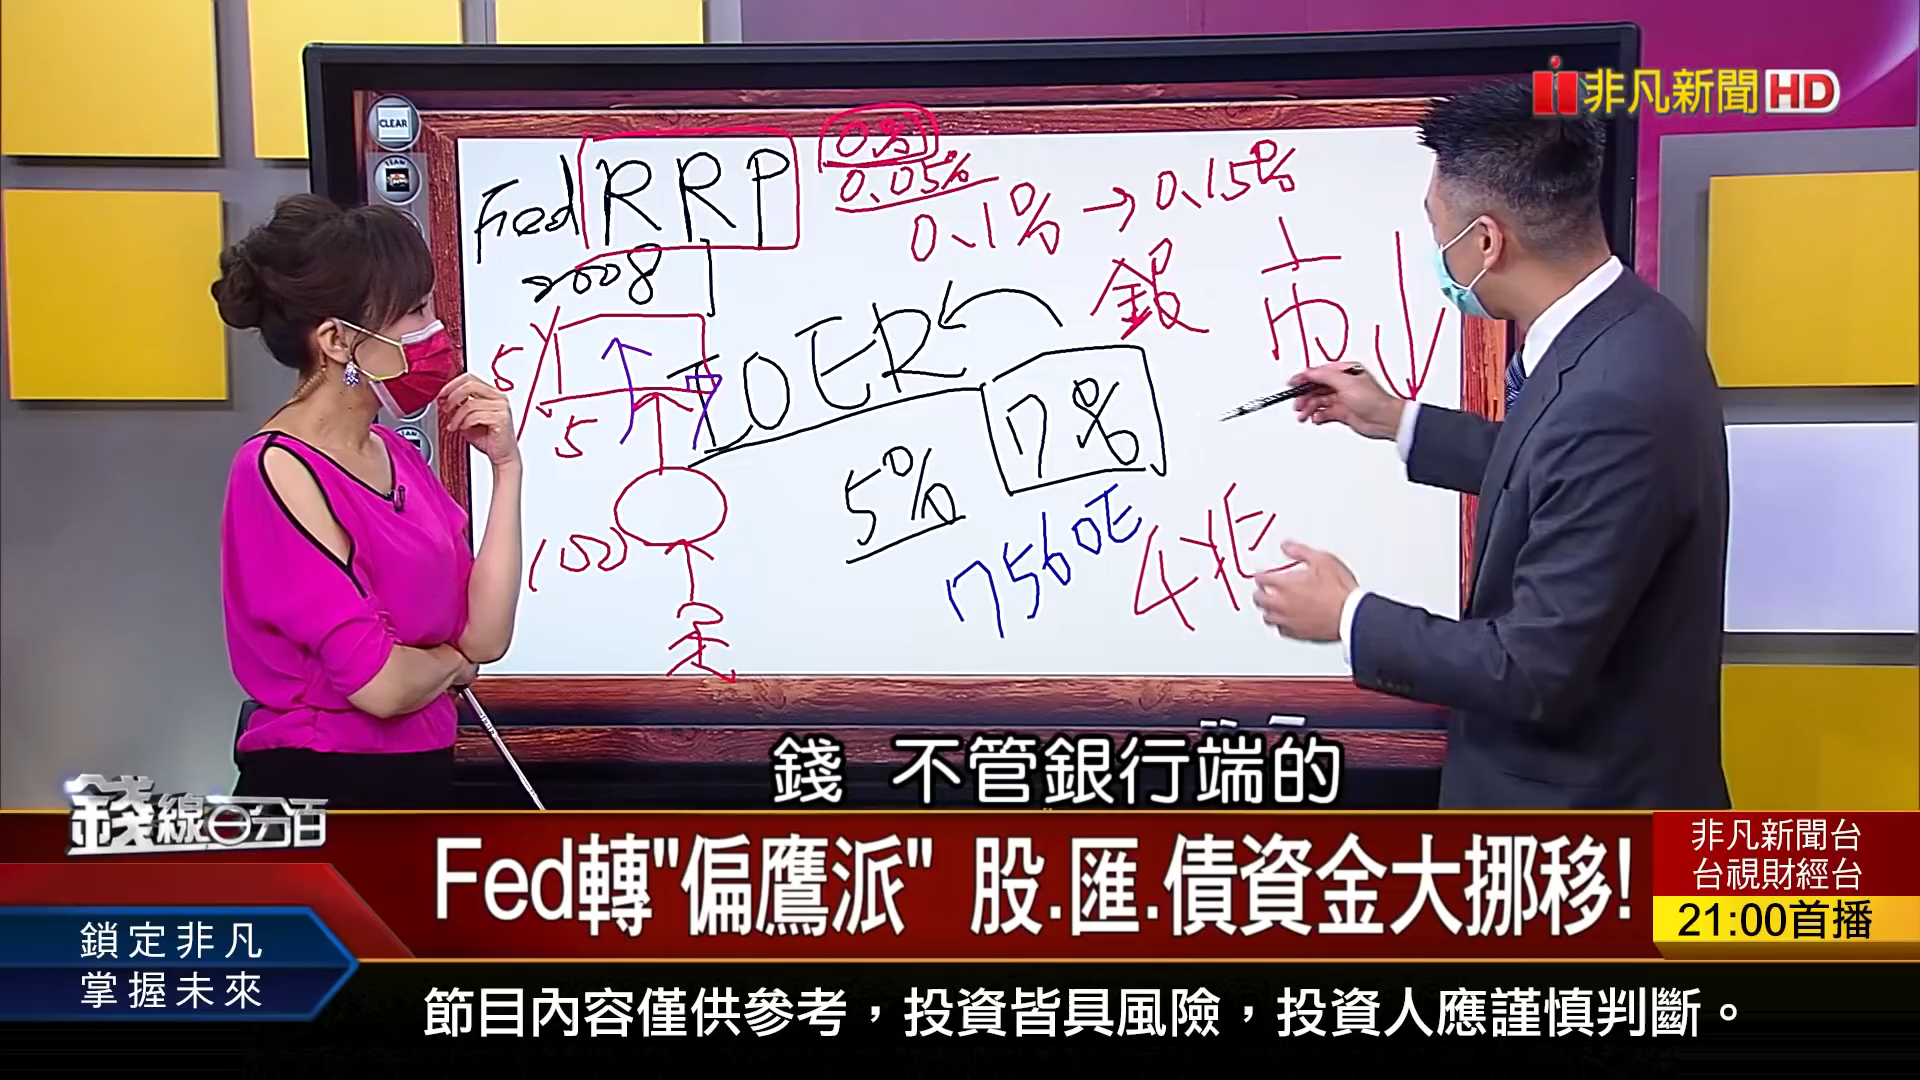 非凡新聞HD
CLEAR
TEAM
Fed RRP
0.05%
0.1% → 0.15%
2008
銀
市
IOER
5
5
7%
5%
100
7560E
4兆
錢 不管銀行端的
錢線百分百
Fed轉"偏鷹派" 股.匯.債資金大挪移!
非凡新聞台
台視財經台
21:00首播
鎖定非凡
掌握未來
節目內容僅供參考，投資皆具風險，投資人應謹慎判斷。